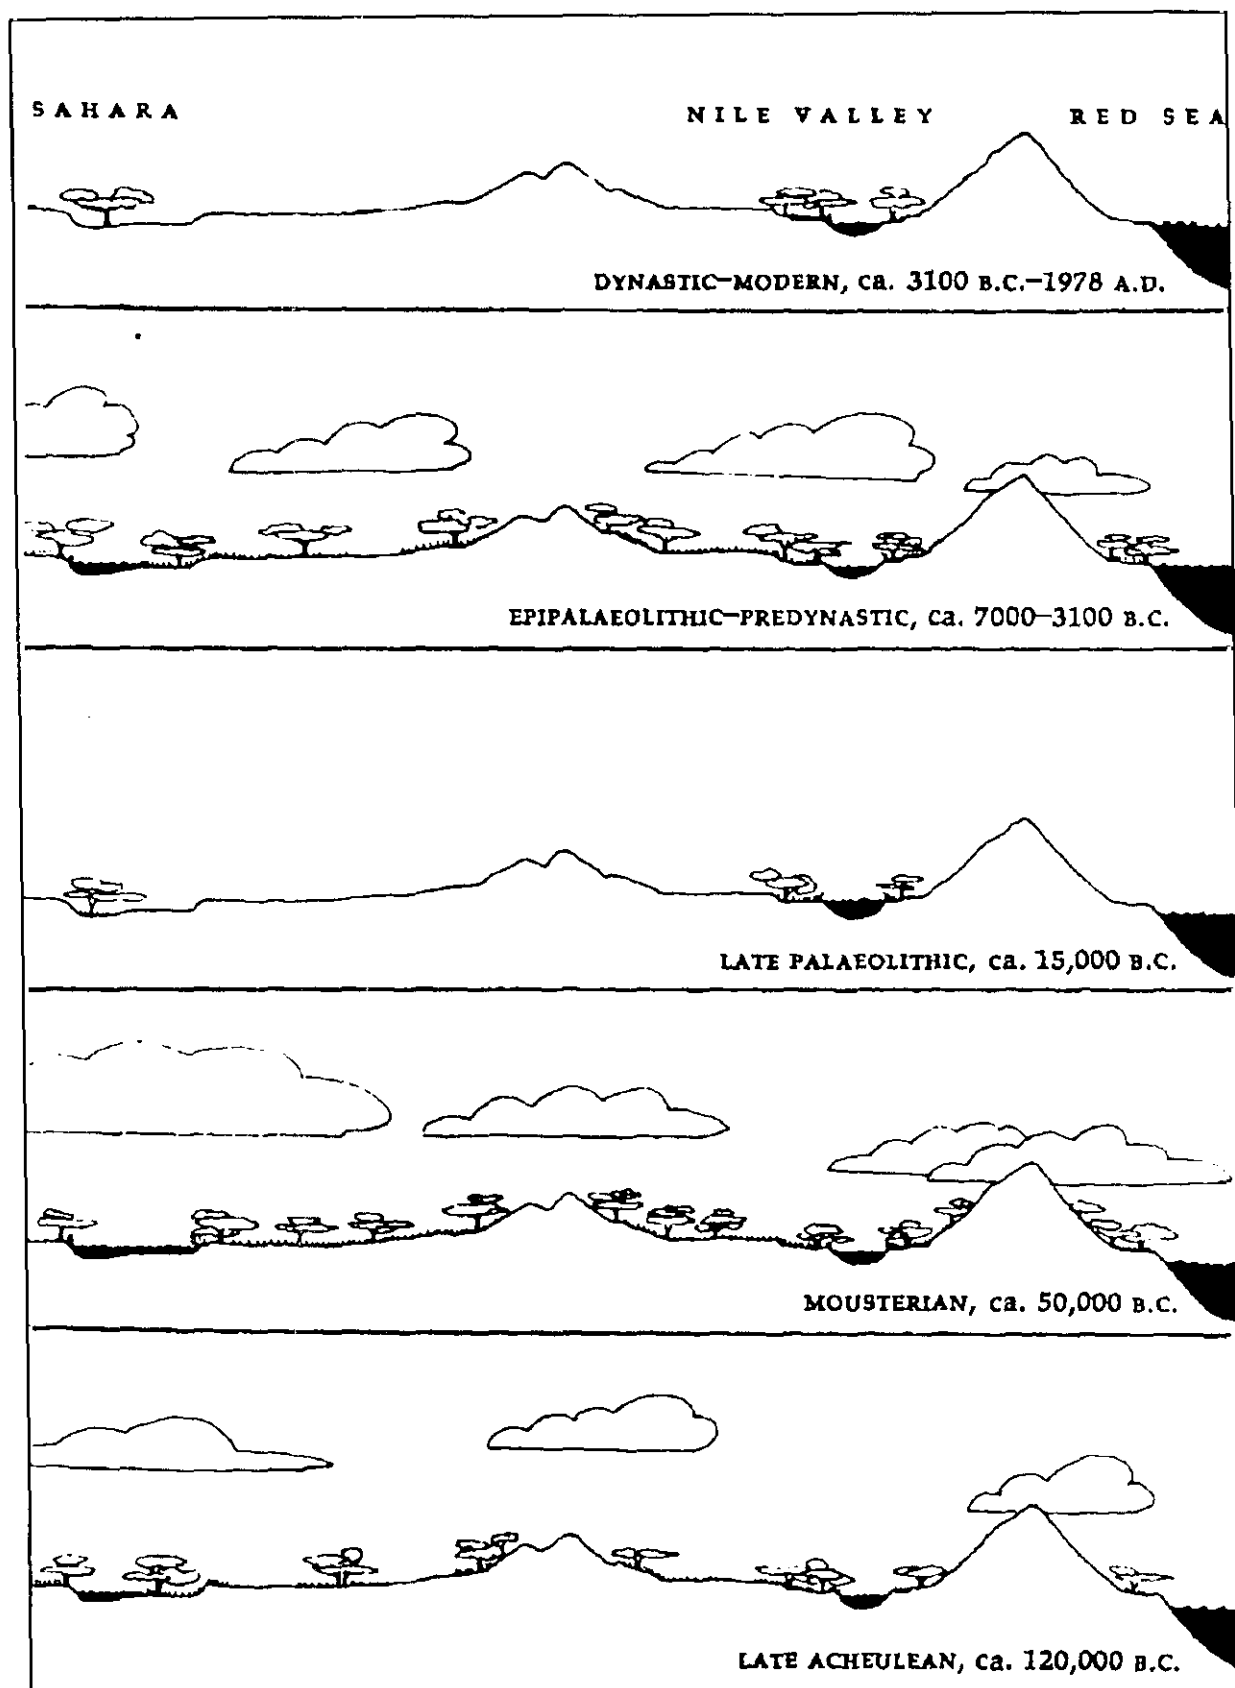 SAHARA NILE VALLEY RED SEA
DYNASTIC–MODERN, ca. 3100 B.C.–1978 A.D.
EPIPALAEOLITHIC–PREDYNASTIC, ca. 7000–3100 B.C.
LATE PALAEOLITHIC, ca. 15,000 B.C.
MOUSTERIAN, ca. 50,000 B.C.
LATE ACHEULEAN, ca. 120,000 B.C.